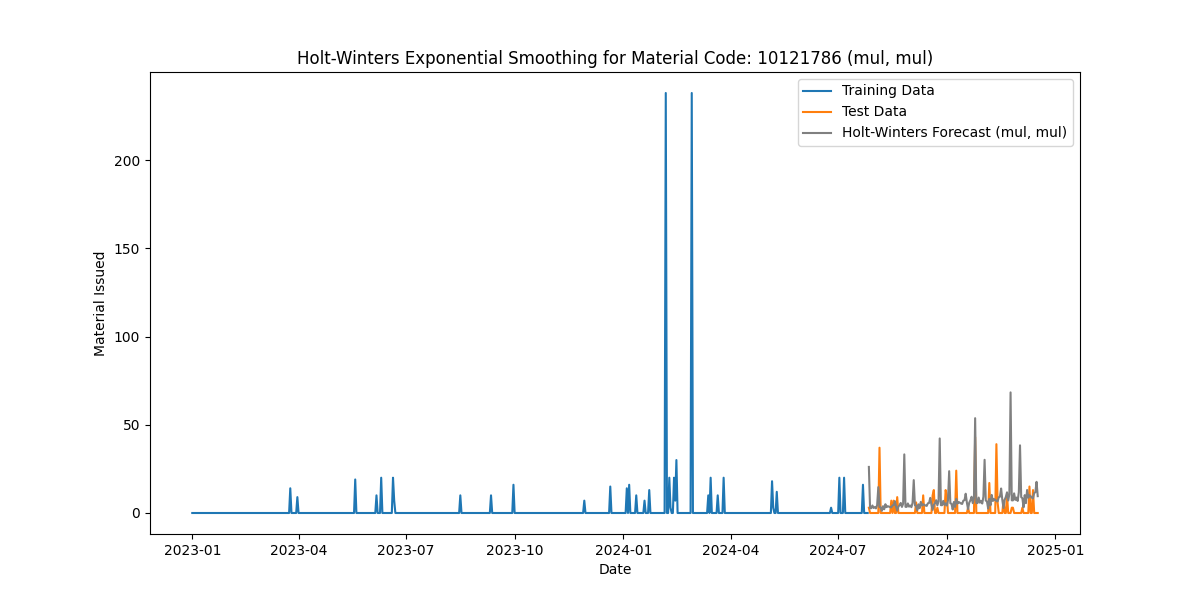 Holt-Winters Exponential Smoothing for Material Code: 10121786 (mul, mul)
Training Data
Test Data
Holt-Winters Forecast (mul, mul)
Material Issued
200
150
100
50
0
2023-01 2023-04 2023-07 2023-10 2024-01 2024-04 2024-07 2024-10 2025-01
Date